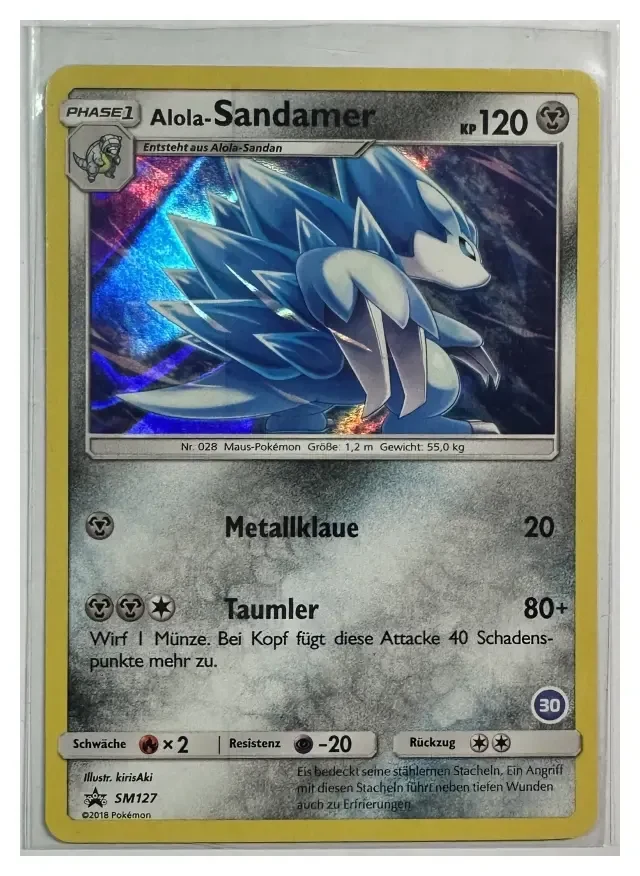 PHASE 1 Alola-Sandamer KP 120
Entsteht aus Alola-Sandan
Nr. 028 Maus-Pokémon Größe: 1,2 m Gewicht: 55,0 kg
Metallklaue 20
Taumler 80+
Wirf 1 Münze. Bei Kopf fügt diese Attacke 40 Schadens-
punkte mehr zu.
30
Schwäche ×2 Resistenz -20 Rückzug
Illustr. kirisAki
SM127
©2018 Pokémon
Eis bedeckt seine stählernen Stacheln. Ein Angriff
mit diesen Stacheln führt neben tiefen Wunden
auch zu Erfrierungen.